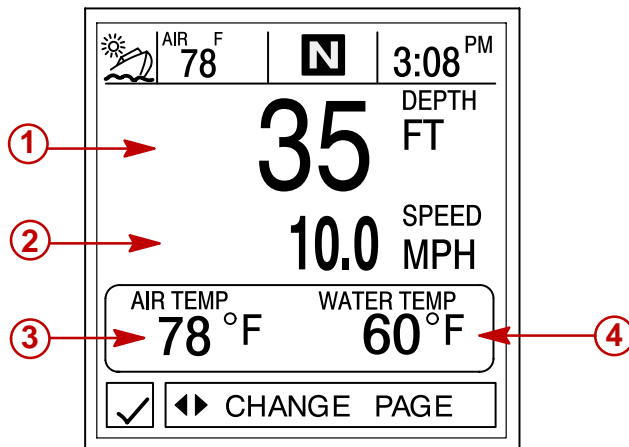 AIR F
78
N
3:08 PM
DEPTH
35 FT
SPEED
10.0 MPH
AIR TEMP WATER TEMP
78 °F 60°F
CHANGE PAGE
1
2
3
4